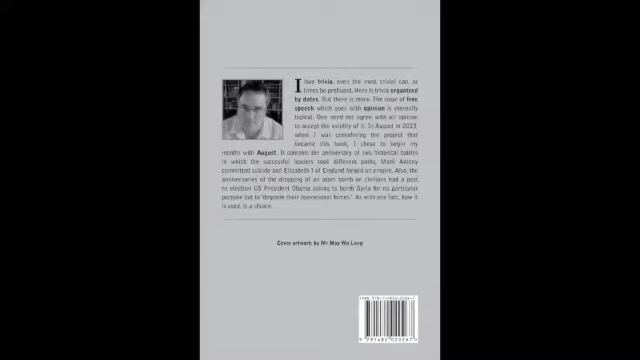 I love trivia, even the most trivial can, at
times be profound. Here is trivia organized
by dates. But there is more. The issue of free
speech which goes with opinion is eternally
topical. One need not agree with all opinion
to accept the validity of it. In August in 2013,
when I was considering the project that
became this book, I chose to begin my
months with August. It contains the anniversary of two historical battles
in which the successful leaders took different paths, Mark Antony
committed suicide and Elizabeth I of England forged an empire. Also, the
anniversaries of the dropping of an atom bomb on civilians had a post
no election US President Obama asking to bomb Syria for no particular
purpose but to 'degrade their operational forces.' As with any fact, how it
is used, is a choice.
Cover artwork by Mr May Wo Leng